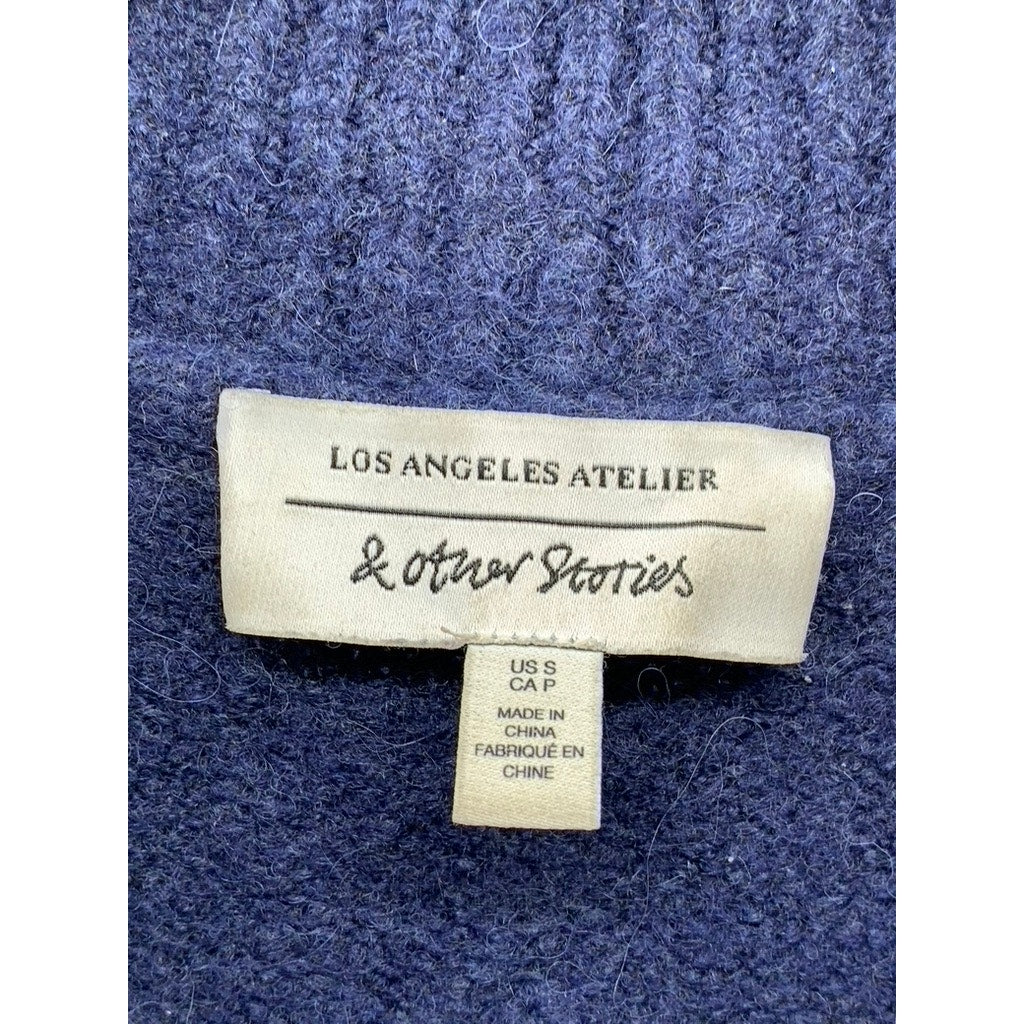 LOS ANGELES ATELIER
& other Stories
US S
CA P
MADE IN
CHINA
FABRIQUÉ EN
CHINE